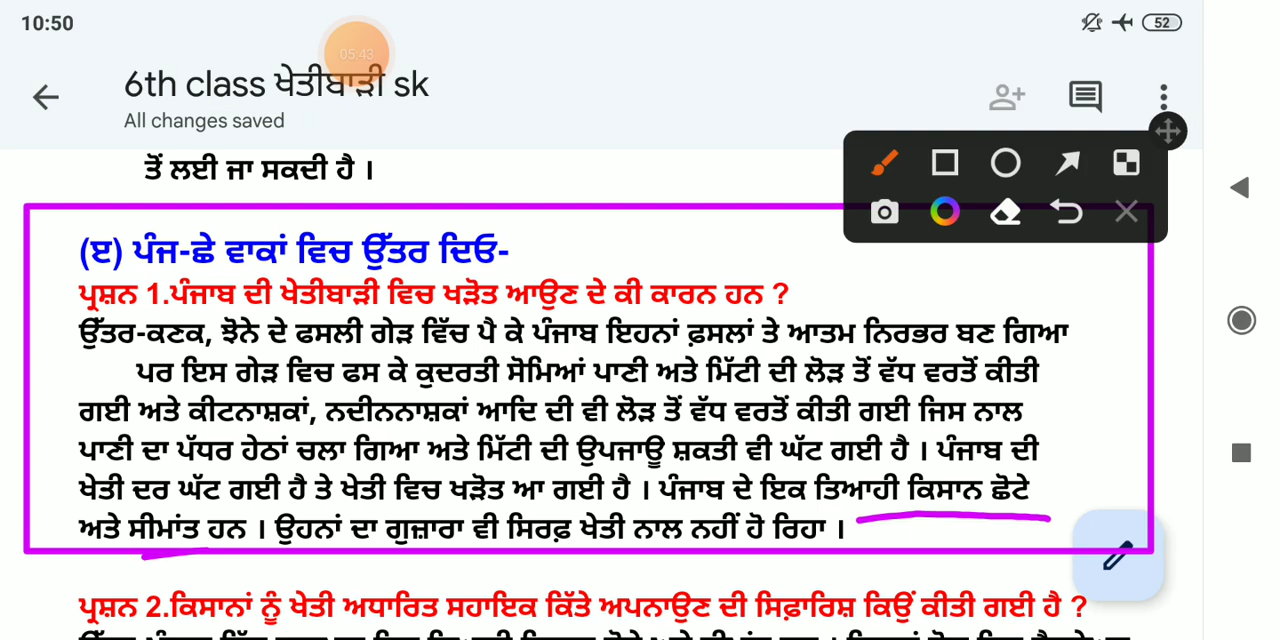 10:50
52
05:43
6th class ਖੇਤੀਬਾੜੀ sk
All changes saved
ਤੋਂ ਲਈ ਜਾ ਸਕਦੀ ਹੈ ।
(ੲ) ਪੰਜ-ਛੇ ਵਾਕਾਂ ਵਿਚ ਉੱਤਰ ਦਿਓ-
ਪ੍ਰਸ਼ਨ 1.ਪੰਜਾਬ ਦੀ ਖੇਤੀਬਾੜੀ ਵਿਚ ਖੜੋਤ ਆਉਣ ਦੇ ਕੀ ਕਾਰਨ ਹਨ ?
ਉੱਤਰ-ਕਣਕ, ਝੋਨੇ ਦੇ ਫਸਲੀ ਗੇੜ ਵਿੱਚ ਪੈ ਕੇ ਪੰਜਾਬ ਇਹਨਾਂ ਫ਼ਸਲਾਂ ਤੇ ਆਤਮ ਨਿਰਭਰ ਬਣ ਗਿਆ
ਪਰ ਇਸ ਗੇੜ ਵਿਚ ਫਸ ਕੇ ਕੁਦਰਤੀ ਸੋਮਿਆਂ ਪਾਣੀ ਅਤੇ ਮਿੱਟੀ ਦੀ ਲੋੜ ਤੋਂ ਵੱਧ ਵਰਤੋਂ ਕੀਤੀ
ਗਈ ਅਤੇ ਕੀਟਨਾਸ਼ਕਾਂ, ਨਦੀਨਨਾਸ਼ਕਾਂ ਆਦਿ ਦੀ ਵੀ ਲੋੜ ਤੋਂ ਵੱਧ ਵਰਤੋਂ ਕੀਤੀ ਗਈ ਜਿਸ ਨਾਲ
ਪਾਣੀ ਦਾ ਪੱਧਰ ਹੇਠਾਂ ਚਲਾ ਗਿਆ ਅਤੇ ਮਿੱਟੀ ਦੀ ਉਪਜਾਊ ਸ਼ਕਤੀ ਵੀ ਘੱਟ ਗਈ ਹੈ । ਪੰਜਾਬ ਦੀ
ਖੇਤੀ ਦਰ ਘੱਟ ਗਈ ਹੈ ਤੇ ਖੇਤੀ ਵਿਚ ਖੜੋਤ ਆ ਗਈ ਹੈ । ਪੰਜਾਬ ਦੇ ਇਕ ਤਿਆਹੀ ਕਿਸਾਨ ਛੋਟੇ
ਅਤੇ ਸੀਮਾਂਤ ਹਨ । ਉਹਨਾਂ ਦਾ ਗੁਜ਼ਾਰਾ ਵੀ ਸਿਰਫ਼ ਖੇਤੀ ਨਾਲ ਨਹੀਂ ਹੋ ਰਿਹਾ ।
ਪ੍ਰਸ਼ਨ 2.ਕਿਸਾਨਾਂ ਨੂੰ ਖੇਤੀ ਅਧਾਰਿਤ ਸਹਾਇਕ ਕਿੱਤੇ ਅਪਨਾਉਣ ਦੀ ਸਿਫ਼ਾਰਿਸ਼ ਕਿਉਂ ਕੀਤੀ ਗਈ ਹੈ ?